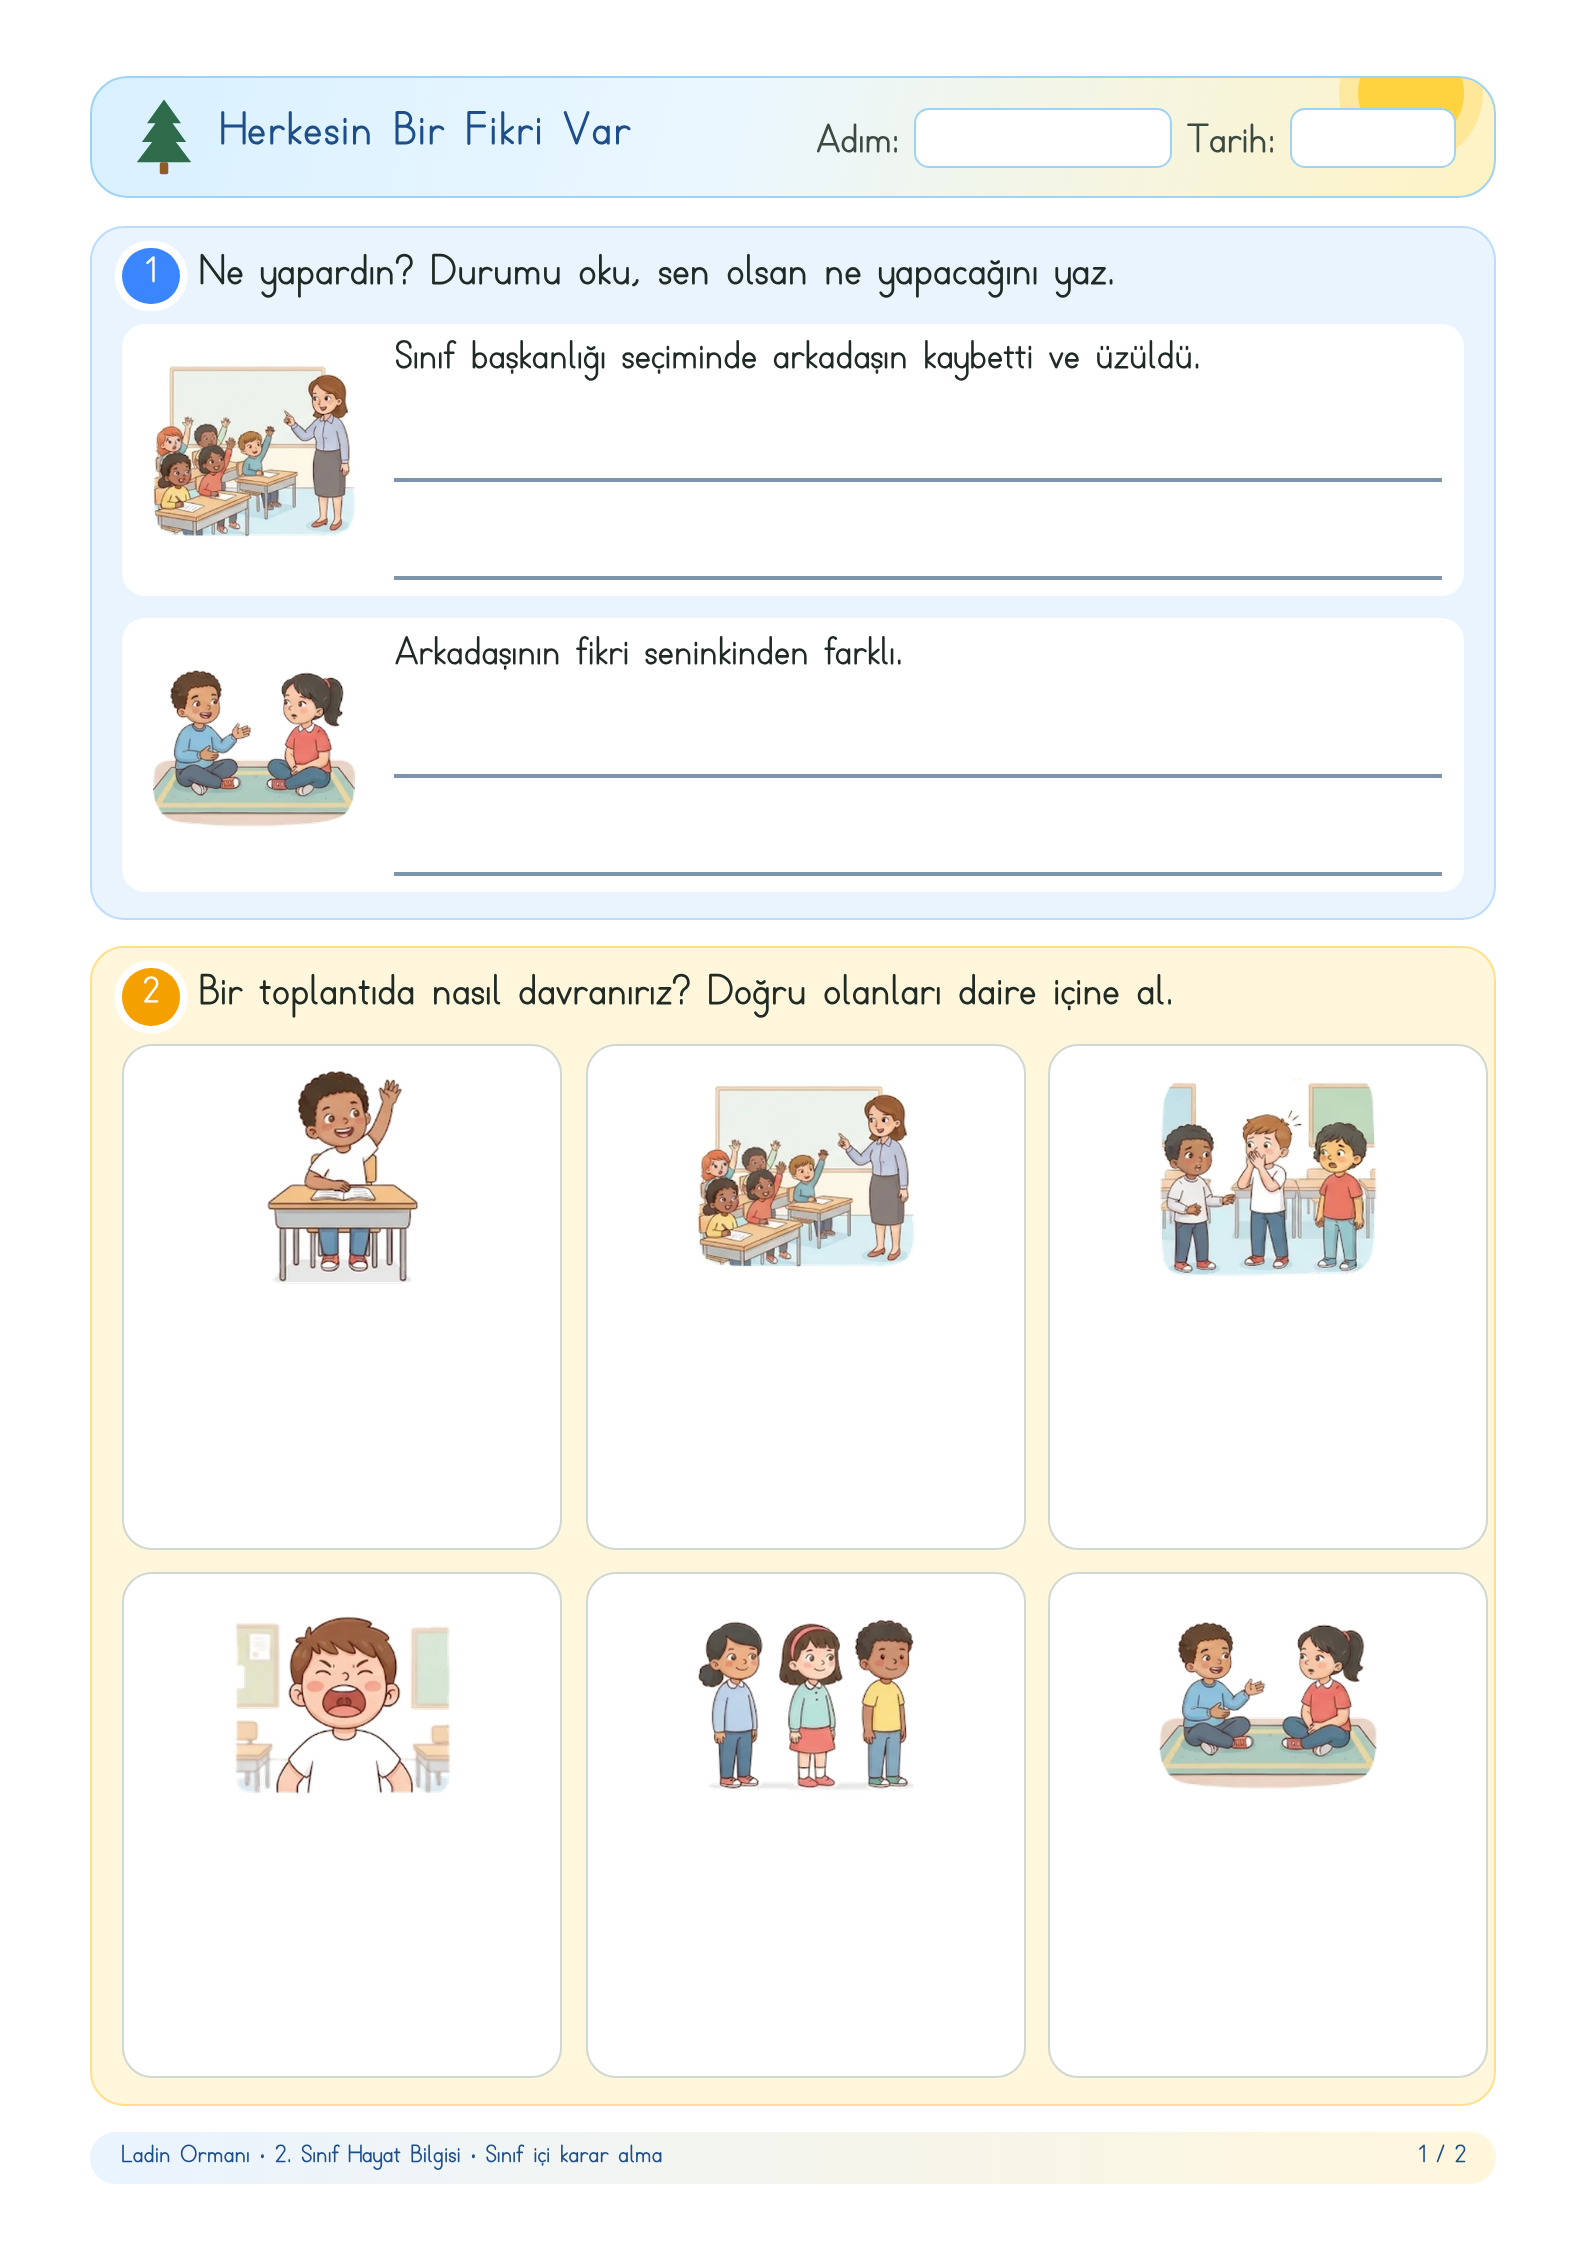 Herkesin Bir Fikri Var
Adım:
Tarih:
1
Ne yapardın? Durumu oku, sen olsan ne yapacağını yaz.
Sınıf başkanlığı seçiminde arkadaşın kaybetti ve üzüldü.
Arkadaşının fikri seninkinden farklı.
2
Bir toplantıda nasıl davranırız? Doğru olanları daire içine al.
Ladin Ormanı • 2. Sınıf Hayat Bilgisi • Sınıf içi karar alma
1 / 2